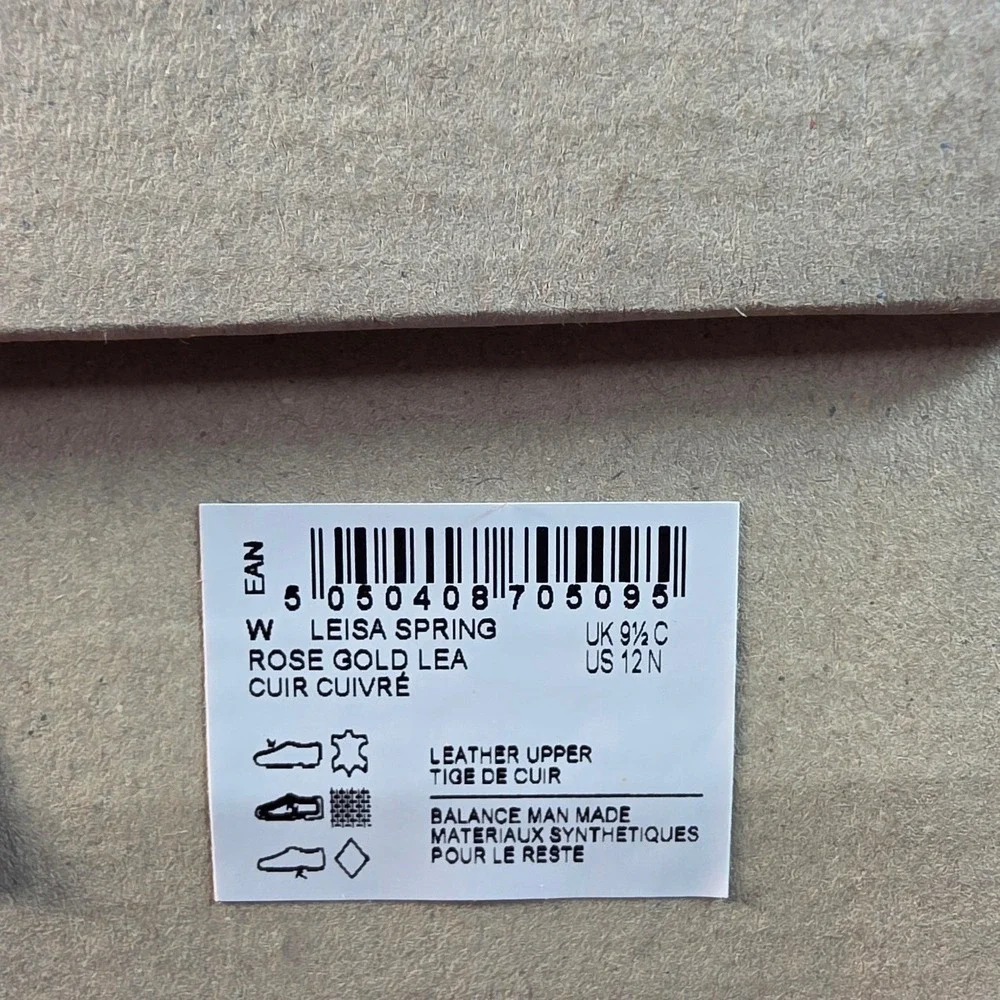 EAN
5 050408 705095
W LEISA SPRING
UK 9½ C
ROSE GOLD LEA
US 12 N
CUIR CUIVRÉ
LEATHER UPPER
TIGE DE CUIR
BALANCE MAN MADE
MATERIAUX SYNTHETIQUES
POUR LE RESTE